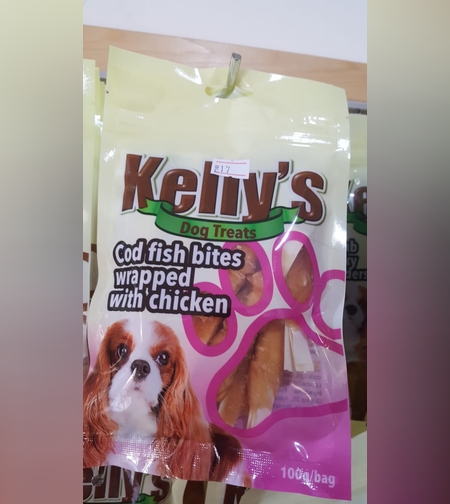 Kelly's
Dog Treats
Cod fish bites
wrapped
with chicken
100g/bag